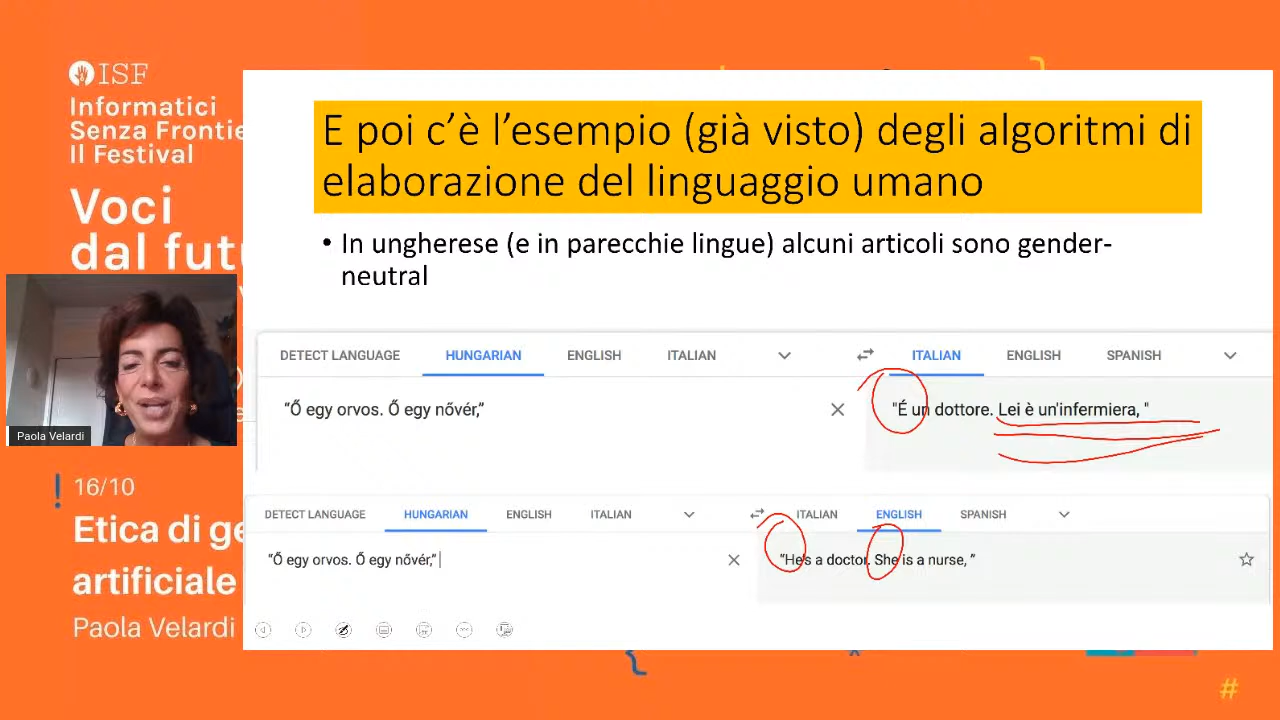 ISF
Informatici
Senza Frontie
Il Festival
Voci
dal futu
Paola Velardi
16/10
Etica di ge
artificiale
Paola Velardi
E poi c’è l’esempio (già visto) degli algoritmi di
elaborazione del linguaggio umano
• In ungherese (e in parecchie lingue) alcuni articoli sono gender-
neutral
DETECT LANGUAGE HUNGARIAN ENGLISH ITALIAN ITALIAN ENGLISH SPANISH
“Ő egy orvos. Ő egy nővér,” "É un dottore. Lei è un'infermiera, "
DETECT LANGUAGE HUNGARIAN ENGLISH ITALIAN ITALIAN ENGLISH SPANISH
“Ő egy orvos. Ő egy nővér,” “He's a doctor. She is a nurse, ”
#